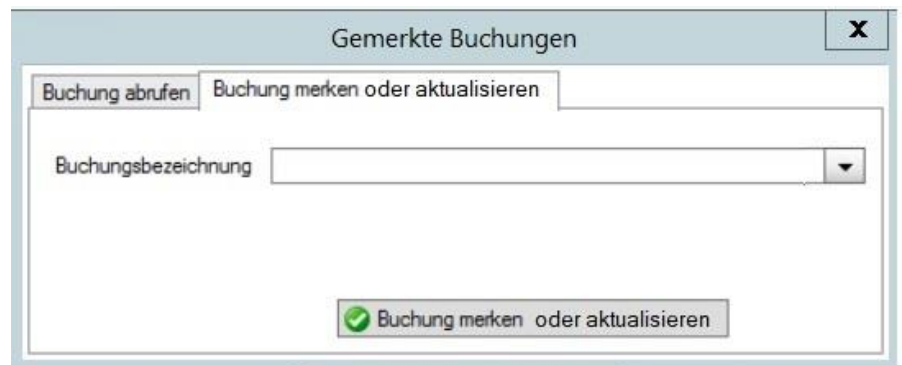 Gemerkte Buchungen
X
Buchung abrufen Buchung merken oder aktualisieren
Buchungsbezeichnung
Buchung merken oder aktualisieren